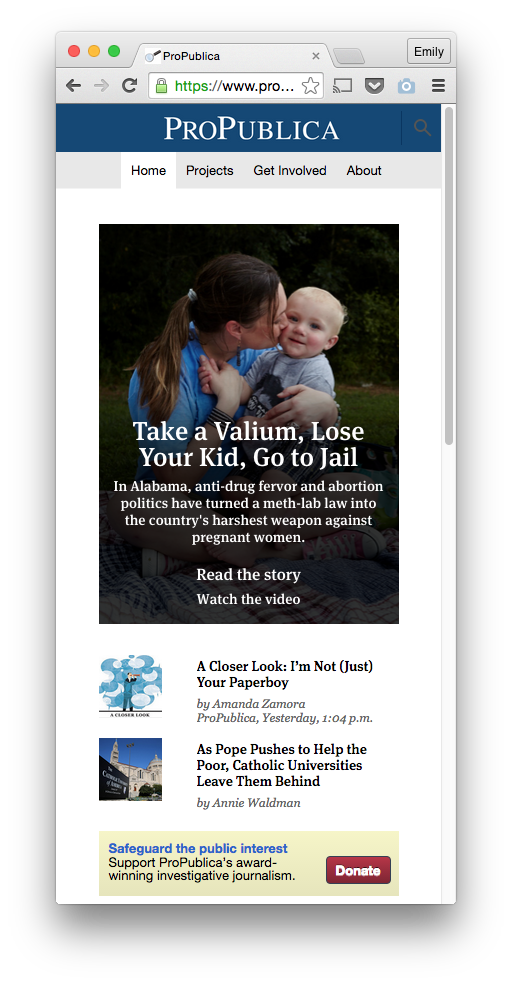 ProPublica
Emily
https://www.pro...
PROPUBLICA
Home Projects Get Involved About
Take a Valium, Lose
Your Kid, Go to Jail
In Alabama, anti-drug fervor and abortion
politics have turned a meth-lab law into
the country's harshest weapon against
pregnant women.
Read the story
Watch the video
A Closer Look: I'm Not (Just)
Your Paperboy
by Amanda Zamora
ProPublica, Yesterday, 1:04 p.m.
A CLOSER LOOK
As Pope Pushes to Help the
Poor, Catholic Universities
Leave Them Behind
by Annie Waldman
Safeguard the public interest
Support ProPublica's award-
winning investigative journalism.
Donate